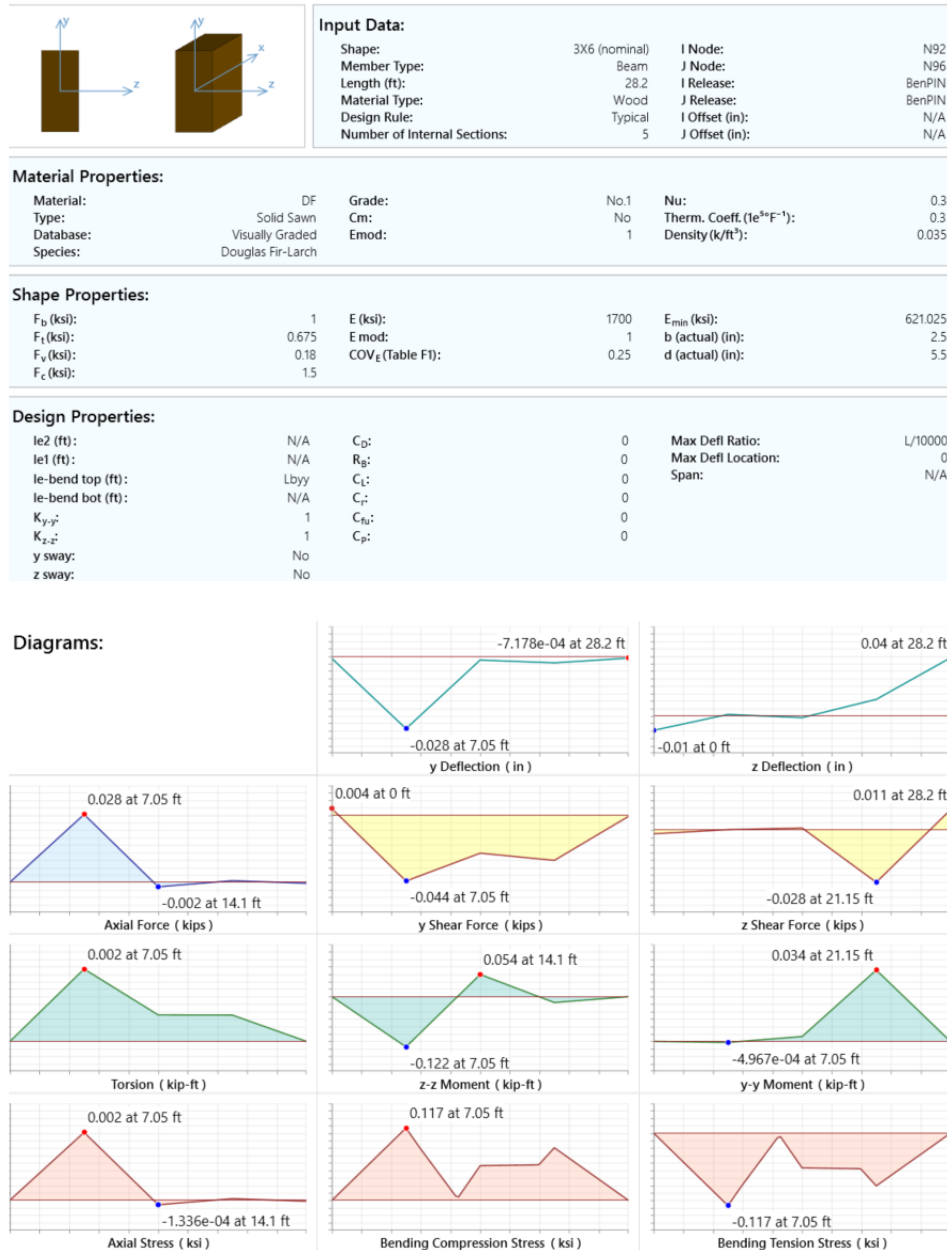 y
y
x
z
z
Input Data:
Shape: 3X6 (nominal) I Node: N92
Member Type: Beam J Node: N96
Length (ft): 28.2 I Release: BenPIN
Material Type: Wood J Release: BenPIN
Design Rule: Typical I Offset (in): N/A
Number of Internal Sections: 5 J Offset (in): N/A
Material Properties:
Material: DF Grade: No.1 Nu: 0.3
Type: Solid Sawn Cm: No Therm. Coeff. (1e⁵°F⁻¹): 0.3
Database: Visually Graded Emod: 1 Density (k/ft³): 0.035
Species: Douglas Fir-Larch
Shape Properties:
F_b (ksi): 1 E (ksi): 1700 E_min (ksi): 621.025
F_t (ksi): 0.675 E mod: 1 b (actual) (in): 2.5
F_v (ksi): 0.18 COV_E (Table F1): 0.25 d (actual) (in): 5.5
F_c (ksi): 1.5
Design Properties:
le2 (ft): N/A C_D: 0 Max Defl Ratio: L/10000
le1 (ft): N/A R_B: 0 Max Defl Location: 0
le-bend top (ft): Lbyy C_L: 0 Span: N/A
le-bend bot (ft): N/A C_r: 0
K_y-y: 1 C_fu: 0
K_z-z: 1 C_P: 0
y sway: No
z sway: No
Diagrams:
-7.178e-04 at 28.2 ft
-0.028 at 7.05 ft
y Deflection ( in )
0.04 at 28.2 ft
-0.01 at 0 ft
z Deflection ( in )
0.028 at 7.05 ft
-0.002 at 14.1 ft
Axial Force ( kips )
0.004 at 0 ft
-0.044 at 7.05 ft
y Shear Force ( kips )
0.011 at 28.2 ft
-0.028 at 21.15 ft
z Shear Force ( kips )
0.002 at 7.05 ft
Torsion ( kip-ft )
0.054 at 14.1 ft
-0.122 at 7.05 ft
z-z Moment ( kip-ft )
0.034 at 21.15 ft
-4.967e-04 at 7.05 ft
y-y Moment ( kip-ft )
0.002 at 7.05 ft
-1.336e-04 at 14.1 ft
Axial Stress ( ksi )
0.117 at 7.05 ft
Bending Compression Stress ( ksi )
-0.117 at 7.05 ft
Bending Tension Stress ( ksi )